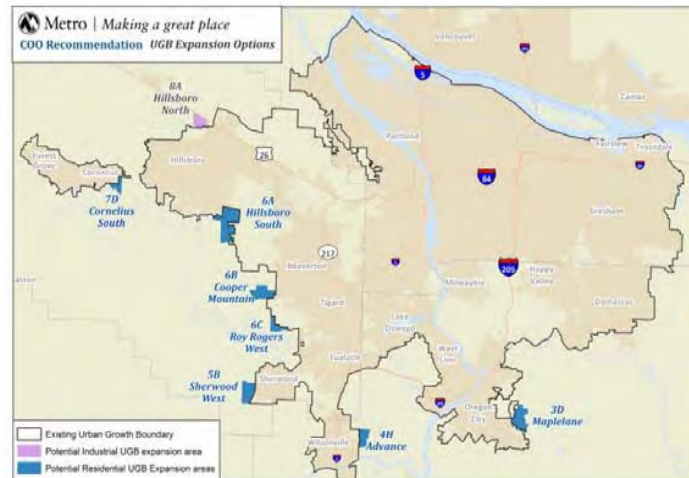 Metro | Making a great place
COO Recommendation UGB Expansion Options
Vancouver
5
8A
Hillsboro
North
Camas
Portland
26
Fairview
Troutdale
Forest
Grove
Cornelius
Hillsboro
84
7D
Cornelius
South
6A
Hillsboro
South
Gresham
217
Beaverton
205
Happy
Valley
6B
Cooper
Mountain
Milwaukie
Tigard
Damascus
Lake
Oswego
6C
Roy Rogers
West
West
Linn
Tualatin
5B
Sherwood
West
Sherwood
Oregon
City
3D
Maplelane
4H
Advance
Wilsonville
Existing Urban Growth Boundary
Potential Industrial UGB expansion area
Potential Residential UGB Expansion areas